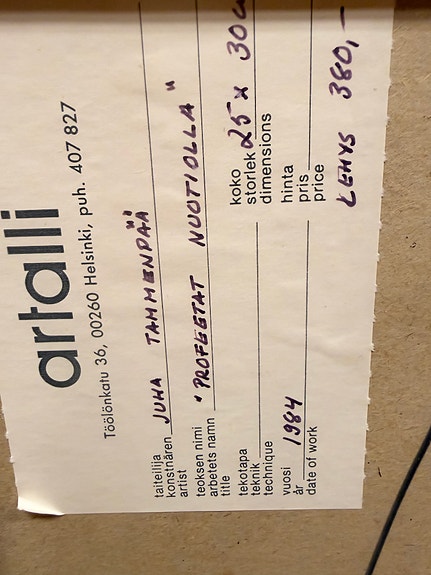 artalli
Töölönkatu 36, 00260 Helsinki, puh. 407 827
taiteilija
konstnären
artist JUHA TAMMENPÄÄ
teoksen nimi
arbetets namn
title "PROFEETAT NUOTIOLLA"
tekotapa
teknik
technique
koko
storlek
dimensions 25 x 30
vuosi
år
date of work 1984
hinta
pris
price
KEHYS 380,-